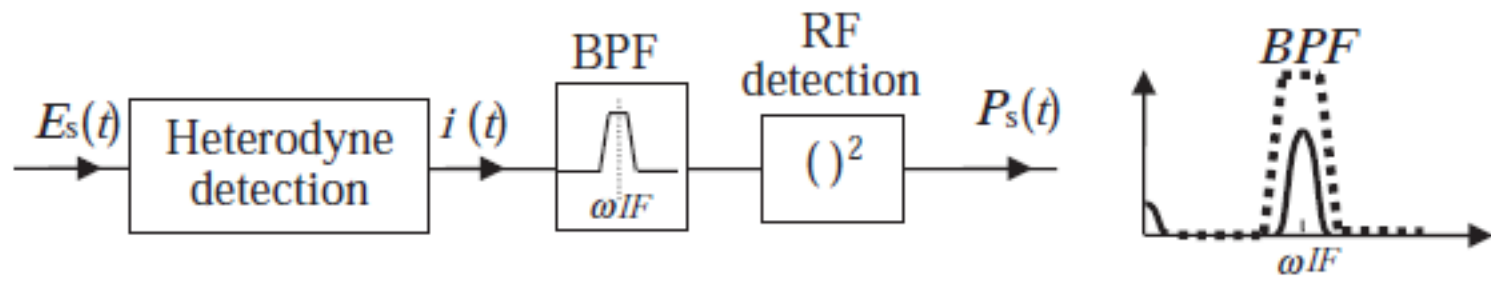 Es(t)
Heterodyne
detection
i (t)
BPF
ωIF
RF
detection
( )²
Ps(t)
BPF
ωIF